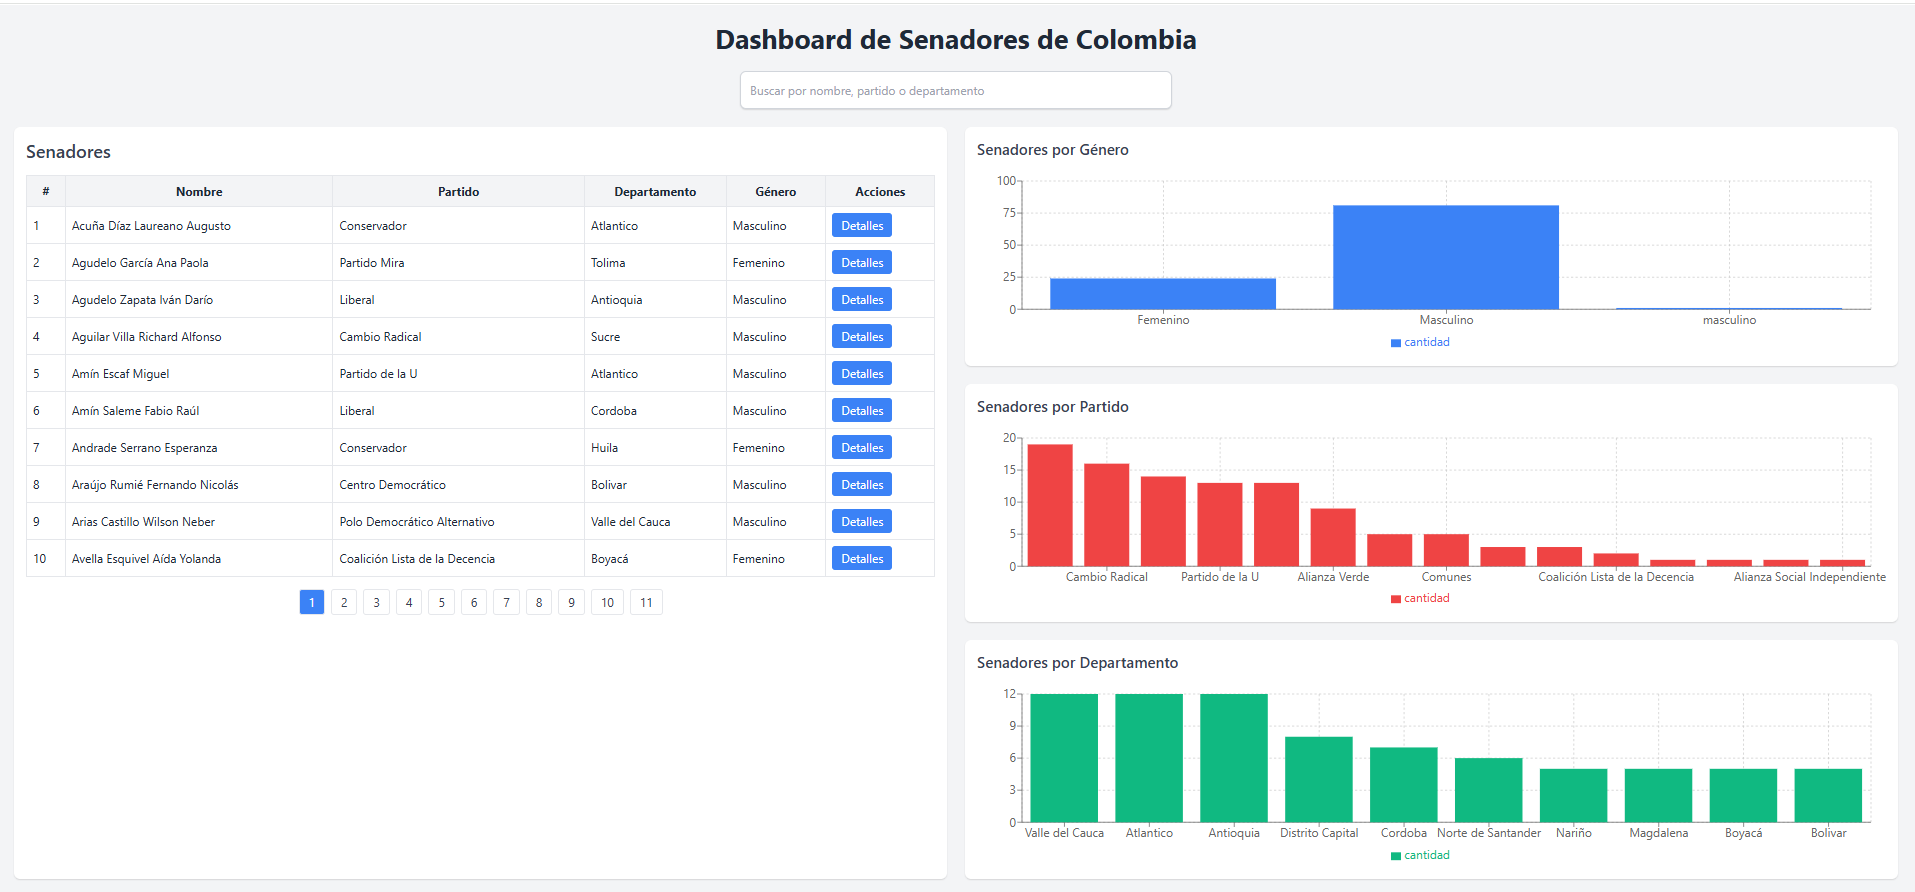 Dashboard de Senadores de Colombia
Buscar por nombre, partido o departamento
Senadores
# Nombre Partido Departamento Género Acciones
1 Acuña Díaz Laureano Augusto Conservador Atlantico Masculino Detalles
2 Agudelo García Ana Paola Partido Mira Tolima Femenino Detalles
3 Agudelo Zapata Iván Darío Liberal Antioquia Masculino Detalles
4 Aguilar Villa Richard Alfonso Cambio Radical Sucre Masculino Detalles
5 Amín Escaf Miguel Partido de la U Atlantico Masculino Detalles
6 Amín Saleme Fabio Raúl Liberal Cordoba Masculino Detalles
7 Andrade Serrano Esperanza Conservador Huila Femenino Detalles
8 Araújo Rumié Fernando Nicolás Centro Democrático Bolivar Masculino Detalles
9 Arias Castillo Wilson Neber Polo Democrático Alternativo Valle del Cauca Masculino Detalles
10 Avella Esquivel Aída Yolanda Coalición Lista de la Decencia Boyacá Femenino Detalles
1 2 3 4 5 6 7 8 9 10 11
Senadores por Género
100
75
50
25
0
Femenino Masculino masculino
cantidad
Senadores por Partido
20
15
10
5
0
Cambio Radical Partido de la U Alianza Verde Comunes Coalición Lista de la Decencia Alianza Social Independiente
cantidad
Senadores por Departamento
12
9
6
3
0
Valle del Cauca Atlantico Antioquia Distrito Capital Cordoba Norte de Santander Nariño Magdalena Boyacá Bolivar
cantidad